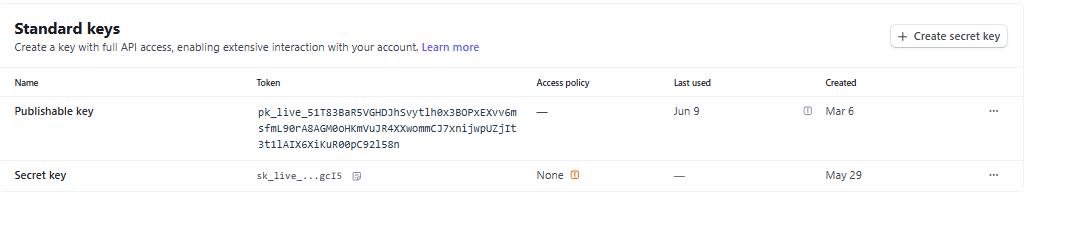 Standard keys
Create a key with full API access, enabling extensive interaction with your account. Learn more
+ Create secret key
Name Token Access policy Last used Created
Publishable key pk_live_51T83BaR5VGHDJhSvytlh0x3BOPxEXvv6m — Jun 9 Mar 6 ...
sfmL90rA8AGM0oHKmVuJR4XXwommCJ7xnijwpUZjIt
3t1lAIX6XiKuR00pC92l58n
Secret key sk_live_...gcI5 None — May 29 ...